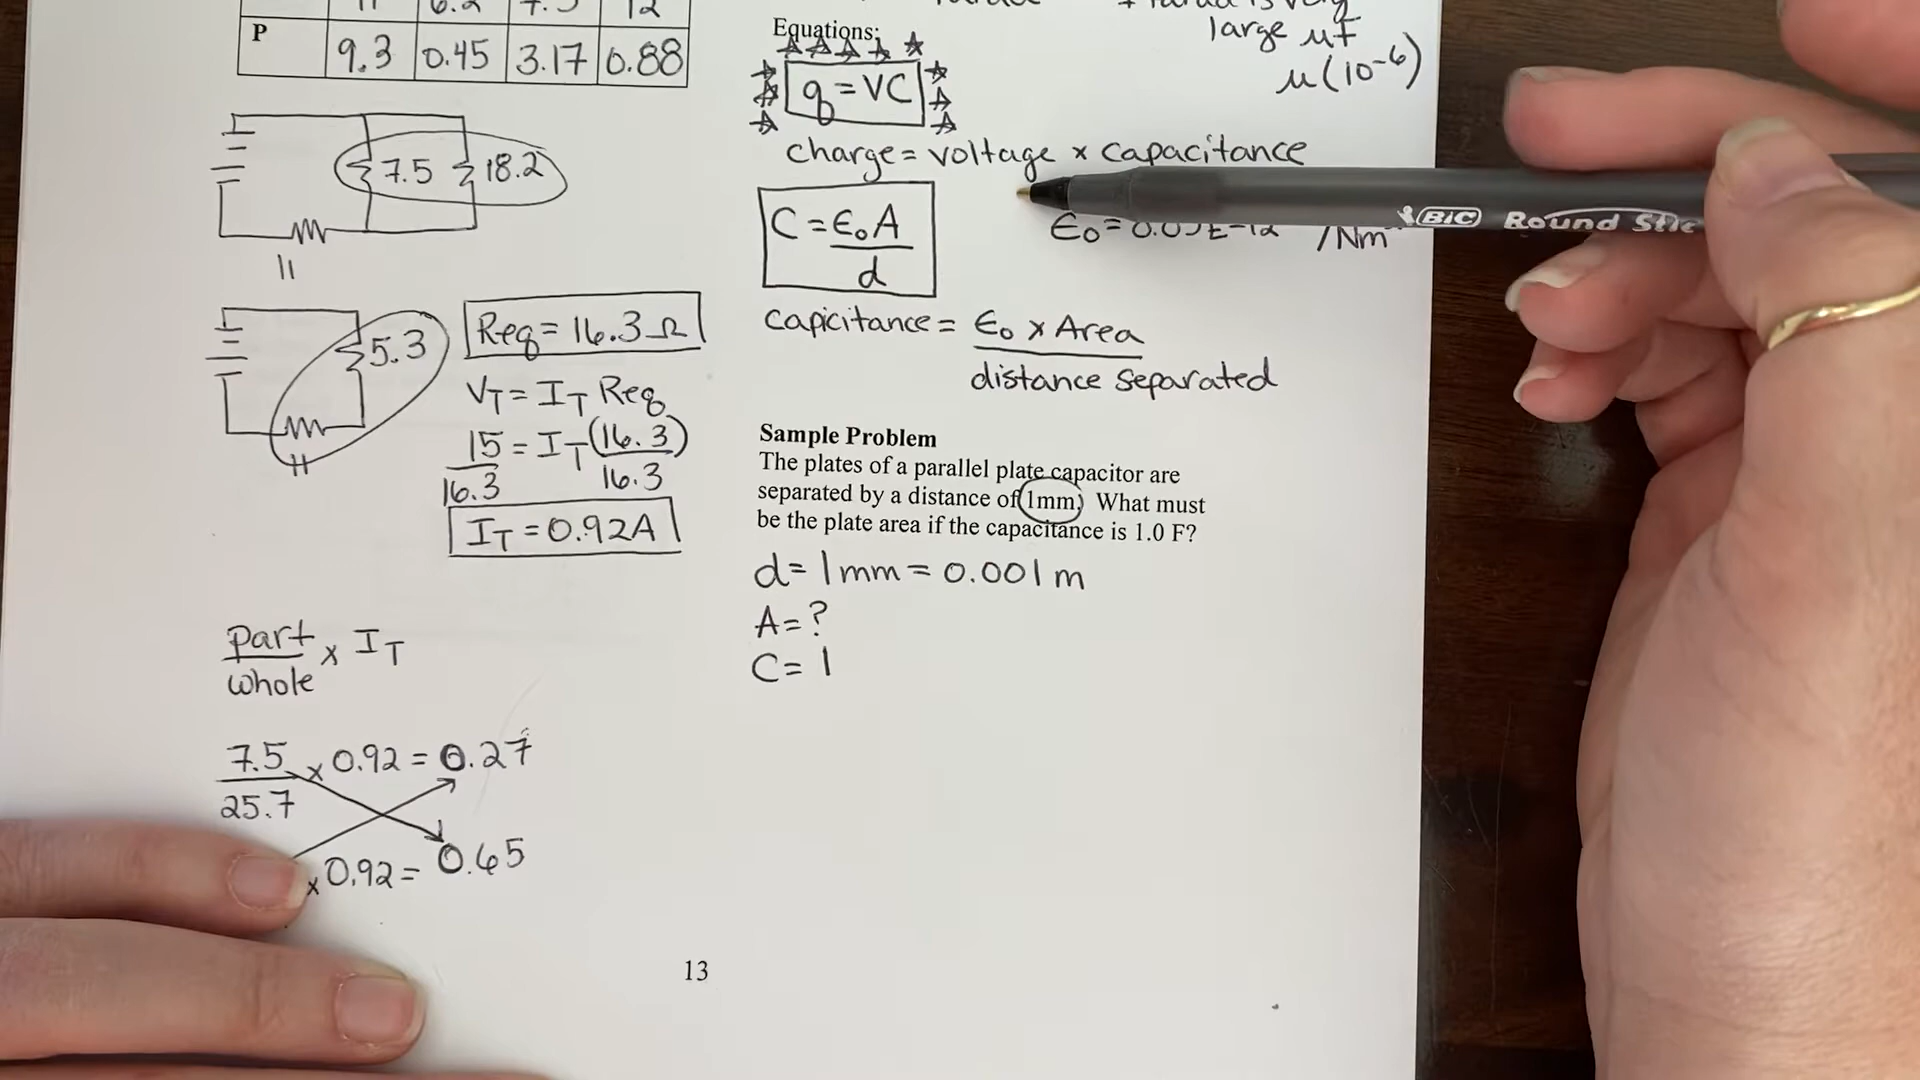 P 9.3 0.45 3.17 0.88
7.5 18.2
11
5.3
Req = 16.3 Ω
VT = IT Req
15 = IT (16.3)
16.3 16.3
IT = 0.92A
part x IT
whole
7.5 x 0.92 = 0.27
25.7
x 0.92 = 0.65
13
large μF
μ(10⁻⁶)
Equations:
q = VC
charge = voltage x capacitance
C = ε₀A
d
ε₀ =
/Nm
capicitance = ε₀ x Area
distance separated
Sample Problem
The plates of a parallel plate capacitor are
separated by a distance of 1mm. What must
be the plate area if the capacitance is 1.0 F?
d = 1mm = 0.001 m
A = ?
C = 1
BIC Round Stic